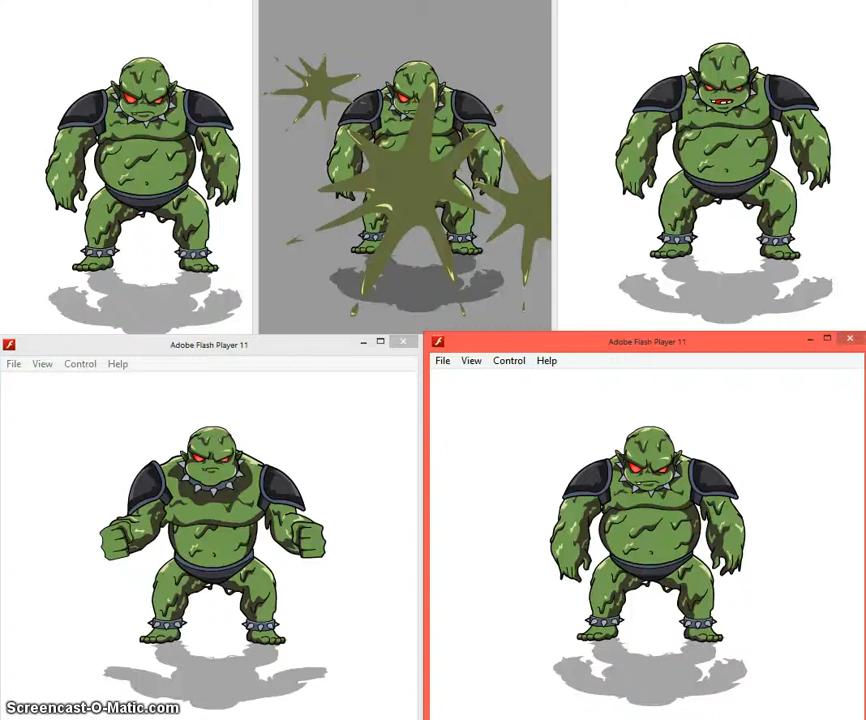 Adobe Flash Player 11
File View Control Help
Adobe Flash Player 11
File View Control Help
Screencast-O-Matic.com